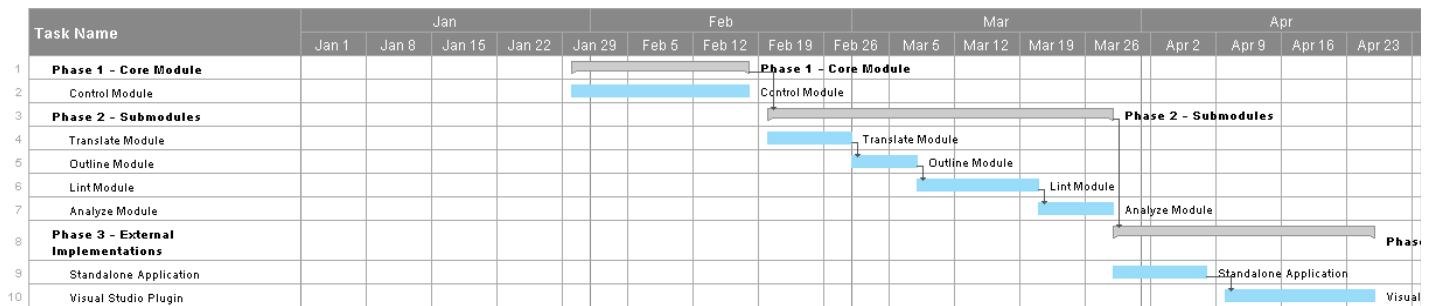 Task Name
Jan Feb Mar Apr
Jan 1 Jan 8 Jan 15 Jan 22 Jan 29 Feb 5 Feb 12 Feb 19 Feb 26 Mar 5 Mar 12 Mar 19 Mar 26 Apr 2 Apr 9 Apr 16 Apr 23
1 Phase 1 - Core Module Phase 1 - Core Module
2 Control Module Control Module
3 Phase 2 - Submodules Phase 2 - Submodules
4 Translate Module Translate Module
5 Outline Module Outline Module
6 Lint Module Lint Module
7 Analyze Module Analyze Module
8 Phase 3 - External
Implementations Phas
9 Standalone Application Standalone Application
10 Visual Studio Plugin Visual